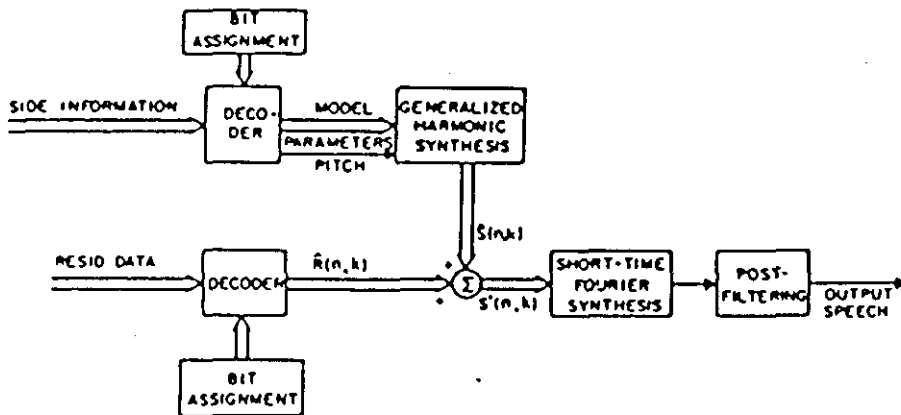 BIT
ASSIGNMENT
SIDE INFORMATION
DECO-
DER
MODEL
PARAMETERS
PITCH
GENERALIZED
HARMONIC
SYNTHESIS
Ŝ(n,k)
RESID DATA
DECODER
R̂(n,k)
+
+
Σ
S'(n,k)
SHORT-TIME
FOURIER
SYNTHESIS
POST-
FILTERING
OUTPUT
SPEECH
BIT
ASSIGNMENT